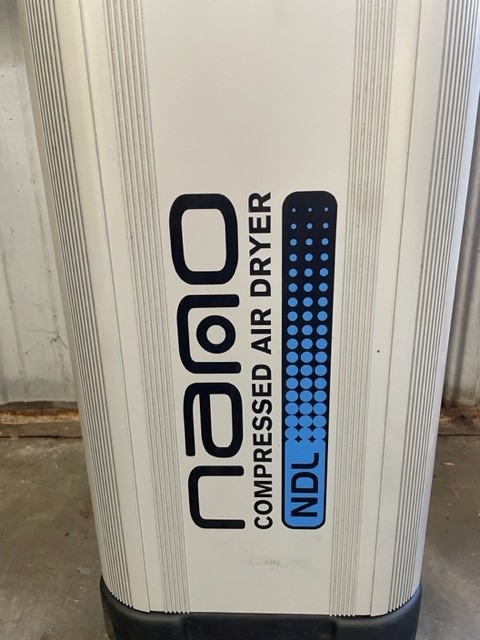 nano
COMPRESSED AIR DRYER
NDL